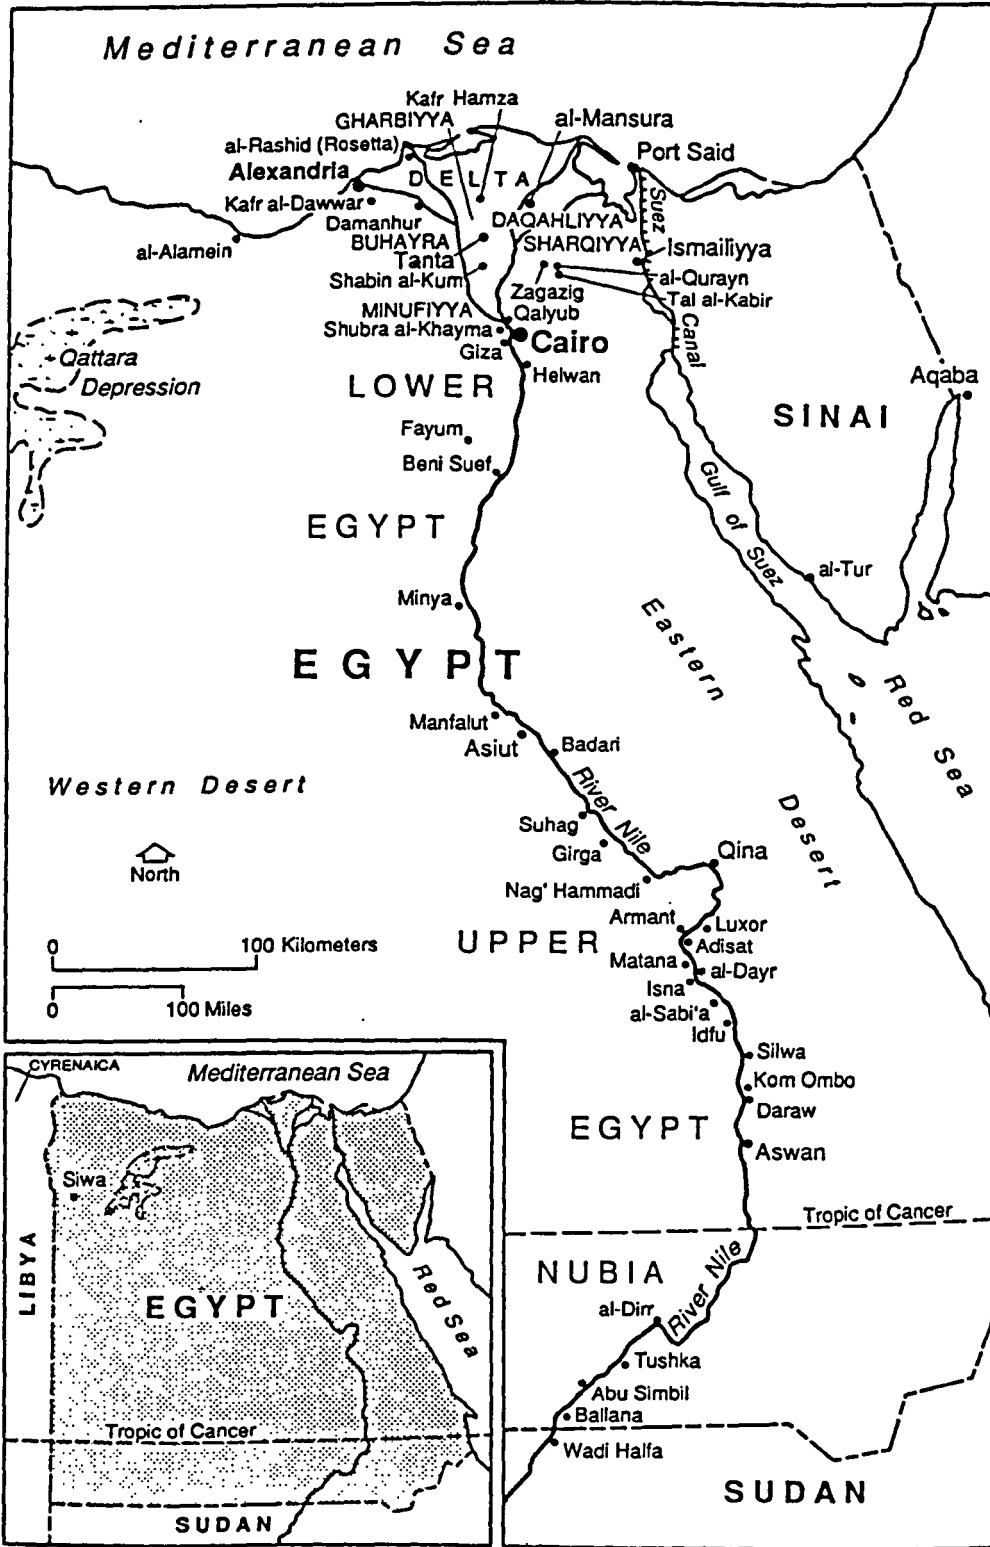 Mediterranean Sea
Kafr Hamza
GHARBIYYA
al-Mansura
al-Rashid (Rosetta)
Port Said
Alexandria
DELTA
Suez
Kafr al-Dawwar
Damanhur
DAQAHLIYYA
BUHAYRA
SHARQIYYA
Ismailiyya
al-Alamein
Tanta
Shabin al-Kum
al-Qurayn
Zagazig
Tal al-Kabir
MINUFIYYA
Qalyub
Shubra al-Khayma
Canal
Cairo
Giza
Qattara
Depression
Helwan
LOWER
Aqaba
SINAI
Fayum
Beni Suef
Gulf of Suez
EGYPT
al-Tur
Minya
Eastern
EGYPT
Red Sea
Manfalut
Asiut
Badari
Western Desert
River Nile
Desert
Suhag
Girga
Qina
North
Nag' Hammadi
Armant
Luxor
0 100 Kilometers
UPPER
Adisat
Matana
al-Dayr
Isna
0 100 Miles
al-Sabi'a
Idfu
Silwa
Kom Ombo
Daraw
EGYPT
Aswan
Tropic of Cancer
NUBIA
River Nile
al-Dirr
Tushka
Abu Simbil
Ballana
Wadi Halfa
SUDAN
CYRENAICA
Mediterranean Sea
Siwa
LIBYA
EGYPT
Red Sea
Tropic of Cancer
SUDAN